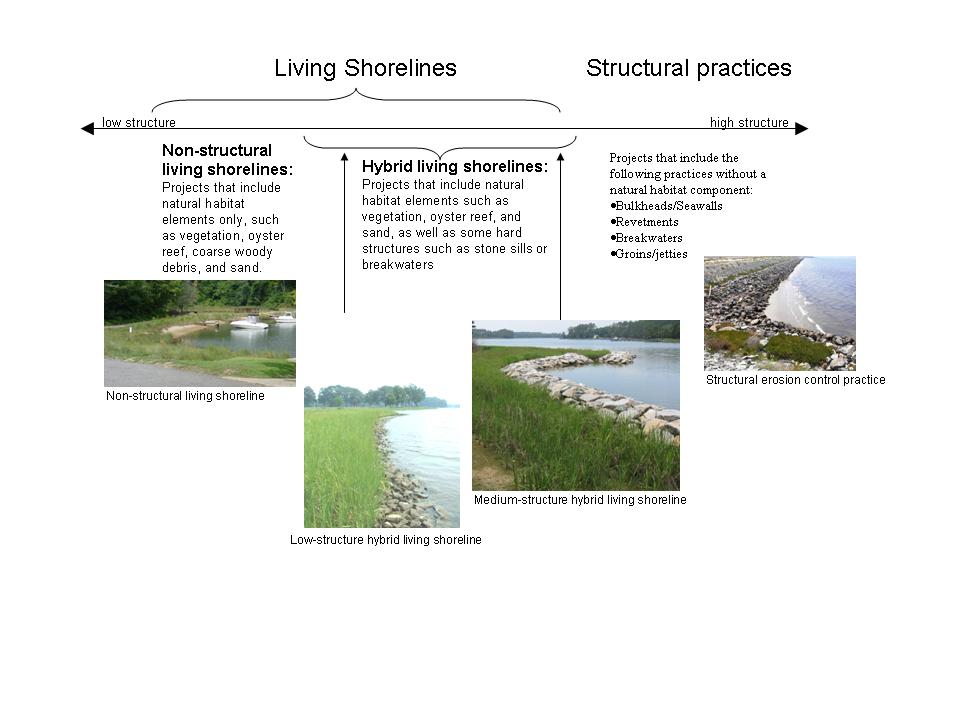 Living Shorelines
Structural practices
low structure
high structure
Non-structural
living shorelines:
Projects that include
natural habitat
elements only, such
as vegetation, oyster
reef, coarse woody
debris, and sand.
Hybrid living shorelines:
Projects that include natural
habitat elements such as
vegetation, oyster reef, and
sand, as well as some hard
structures such as stone sills or
breakwaters
Projects that include the
following practices without a
natural habitat component:
•Bulkheads/Seawalls
•Revetments
•Breakwaters
•Groins/jetties
Non-structural living shoreline
Low-structure hybrid living shoreline
Medium-structure hybrid living shoreline
Structural erosion control practice